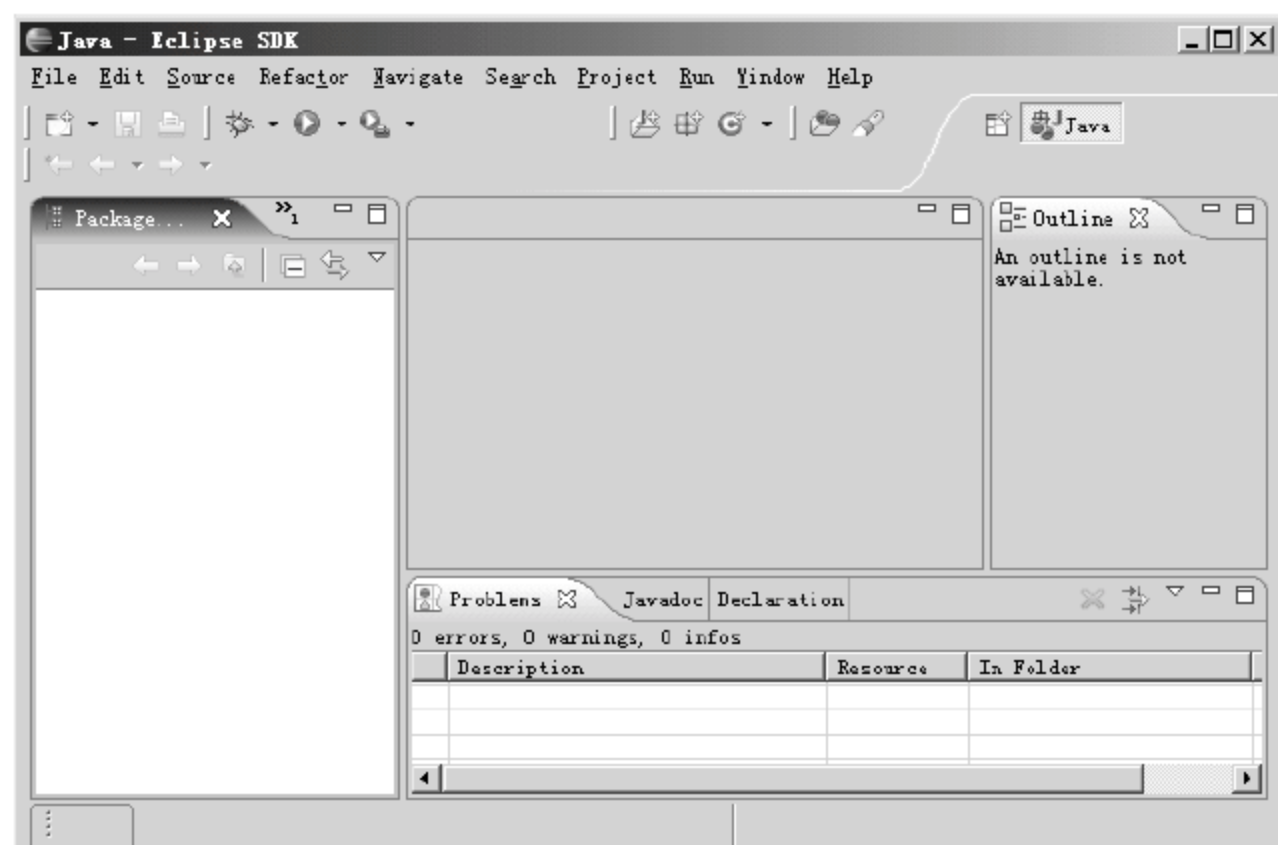 Java - Eclipse SDK
File Edit Source Refactor Navigate Search Project Run Window Help
Java
Package...
»1
Outline
An outline is not
available.
Problems Javadoc Declaration
0 errors, 0 warnings, 0 infos
Description Resource In Folder